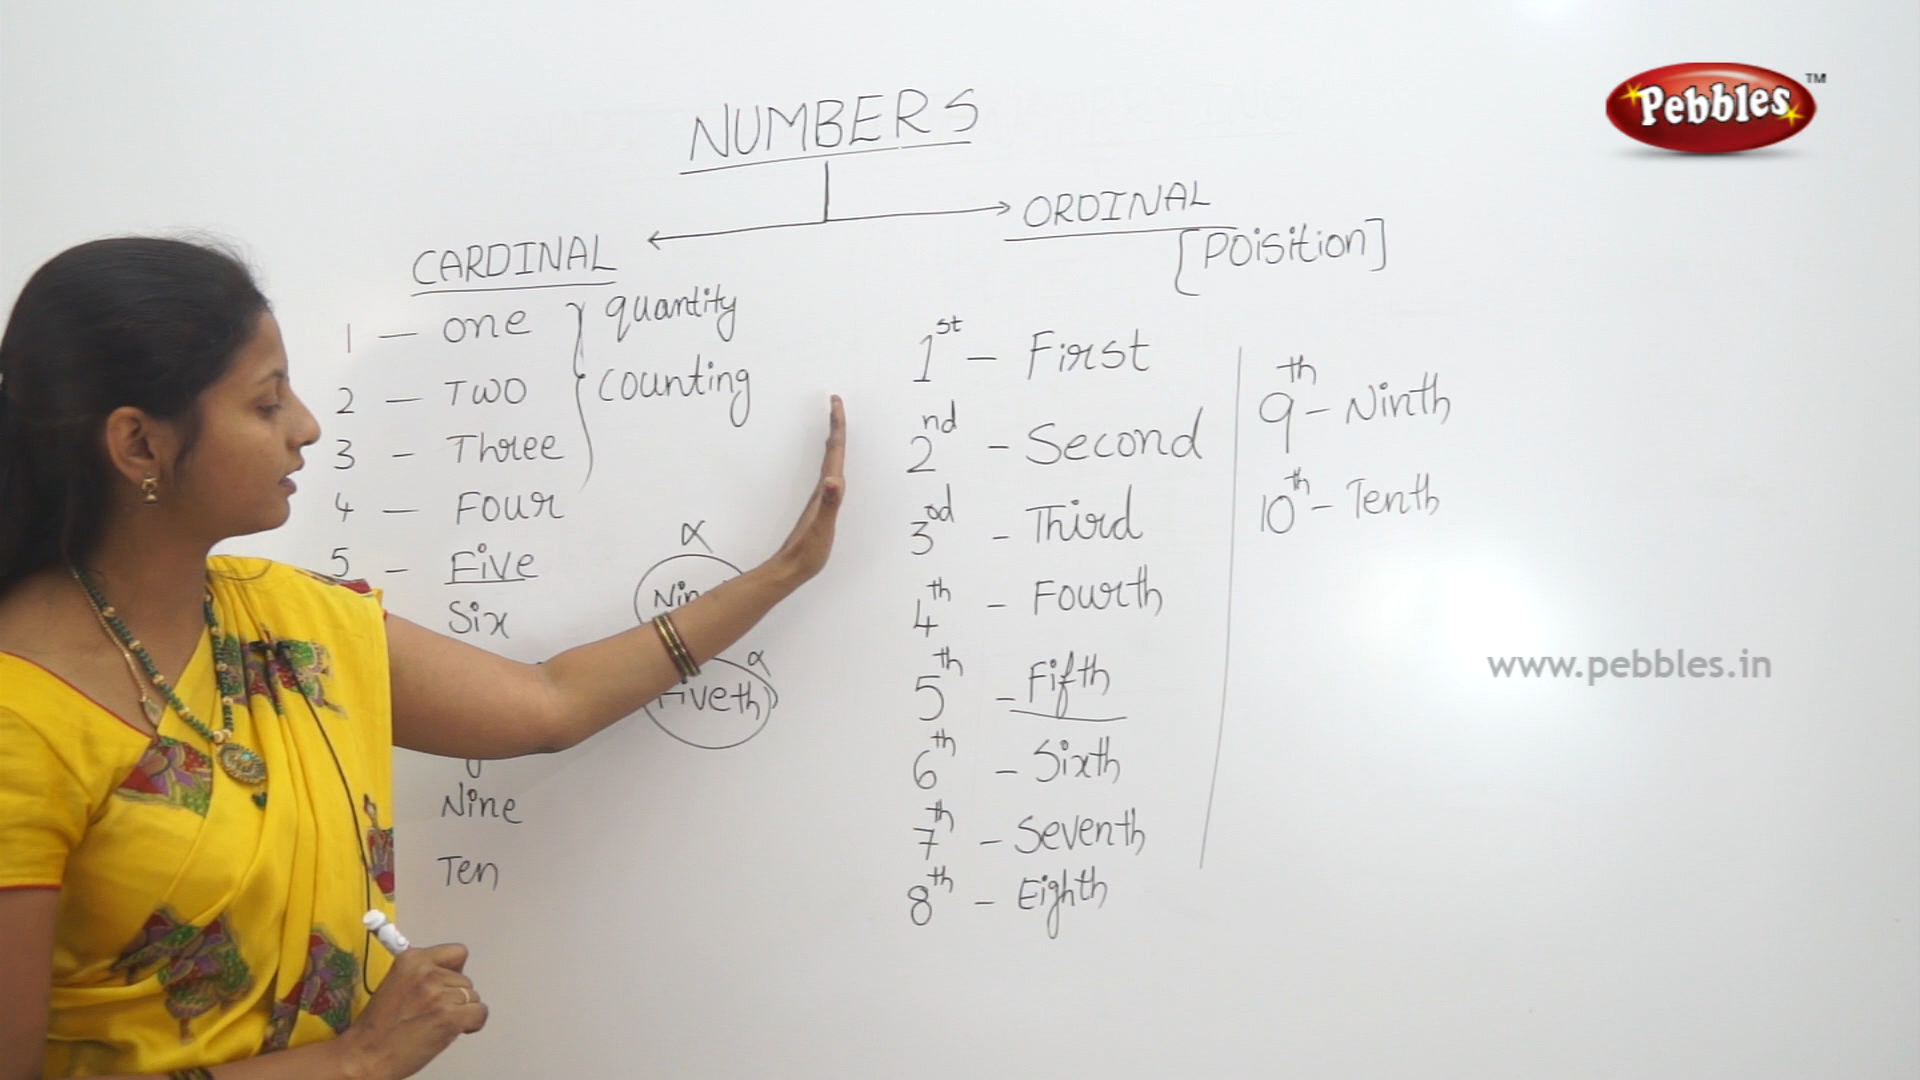 Pebbles™
NUMBERS
CARDINAL
1 — One
2 — Two
3 - Three
4 — Four
5 - Five
Six
Nine
Ten
quantity
counting
α
α
ORDINAL
[Poisition]
1st - First
2nd - Second
3rd - Third
4th - Fourth
5th - Fifth
6th - Sixth
7th - Seventh
8th - Eighth
9th - Ninth
10th - Tenth
www.pebbles.in